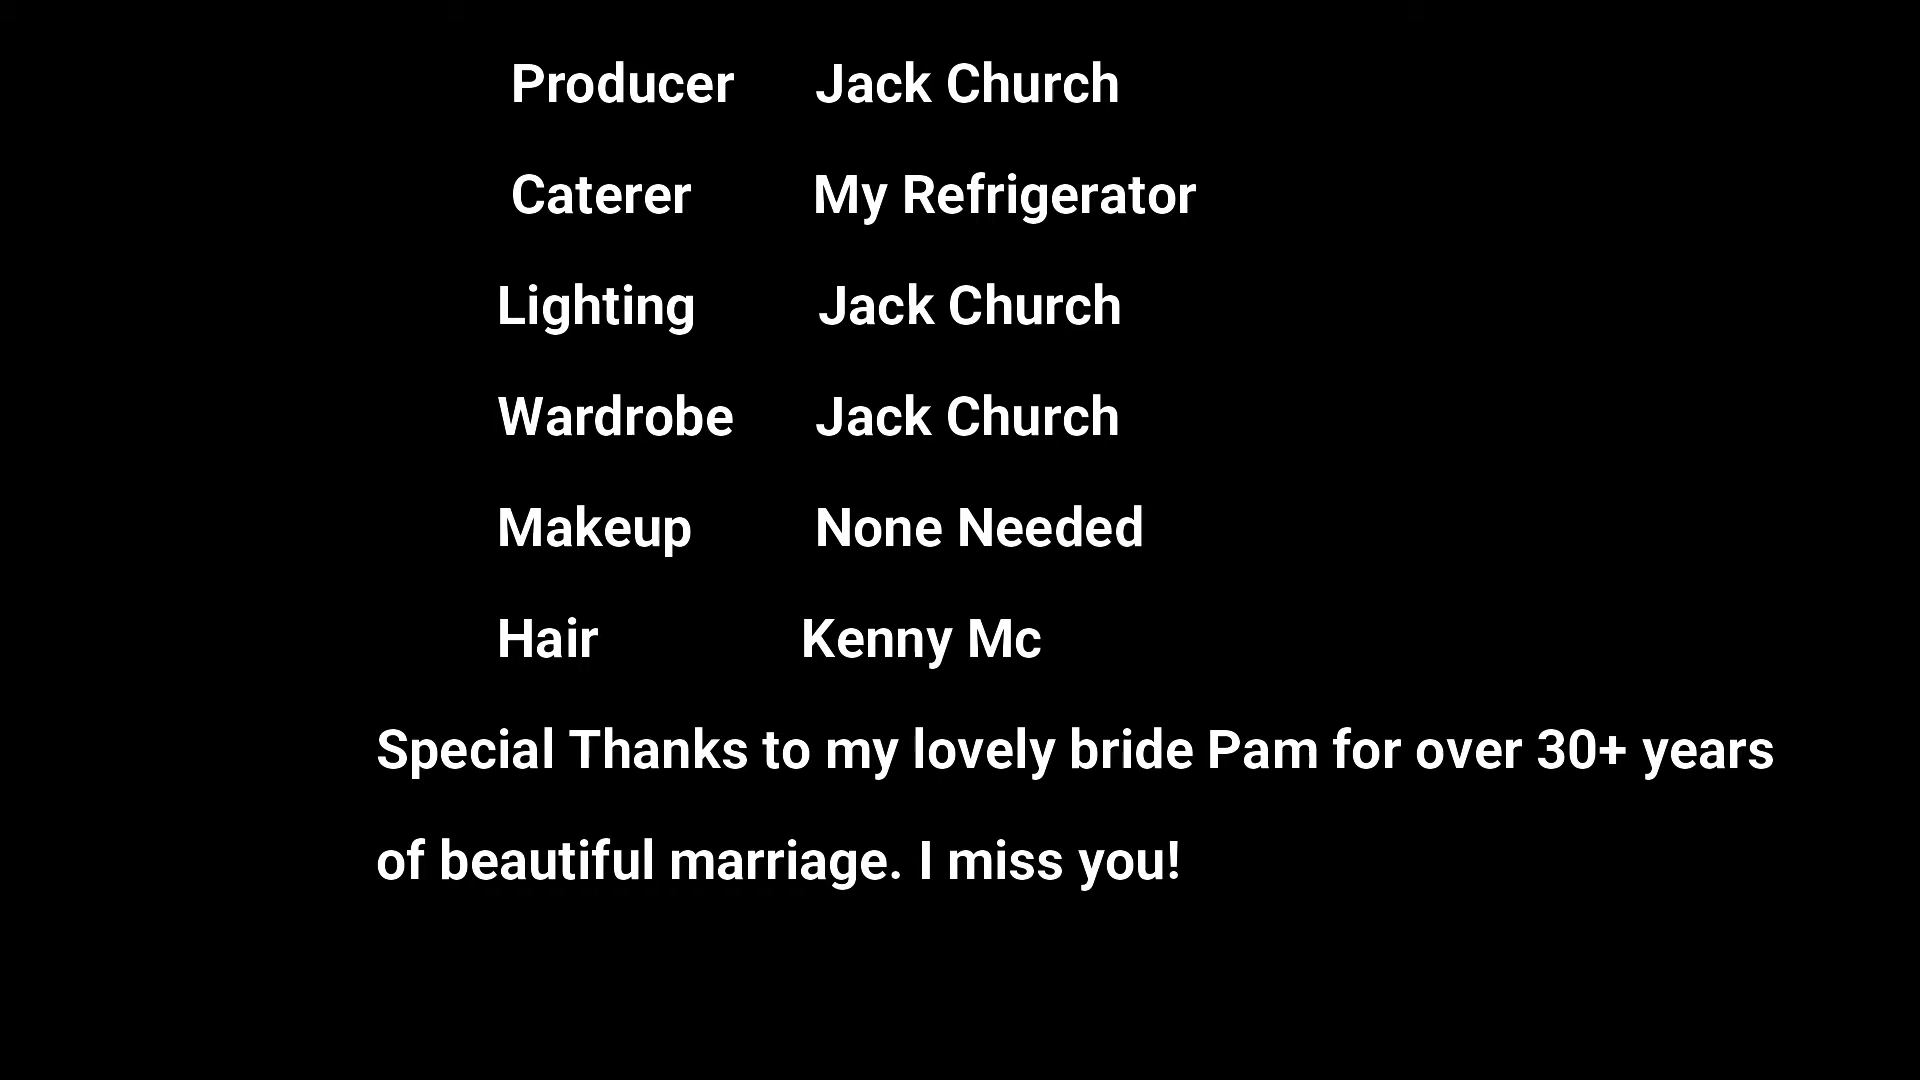 Producer Jack Church
Caterer My Refrigerator
Lighting Jack Church
Wardrobe Jack Church
Makeup None Needed
Hair Kenny Mc
Special Thanks to my lovely bride Pam for over 30+ years
of beautiful marriage. I miss you!